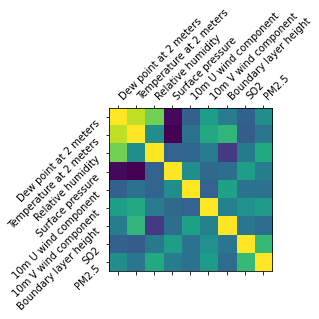 Dew point at 2 meters
Temperature at 2 meters
Relative humidity
Surface pressure
10m U wind component
10m V wind component
Boundary layer height
SO2
PM2.5
Dew point at 2 meters
Temperature at 2 meters
Relative humidity
Surface pressure
10m U wind component
10m V wind component
Boundary layer height
SO2
PM2.5